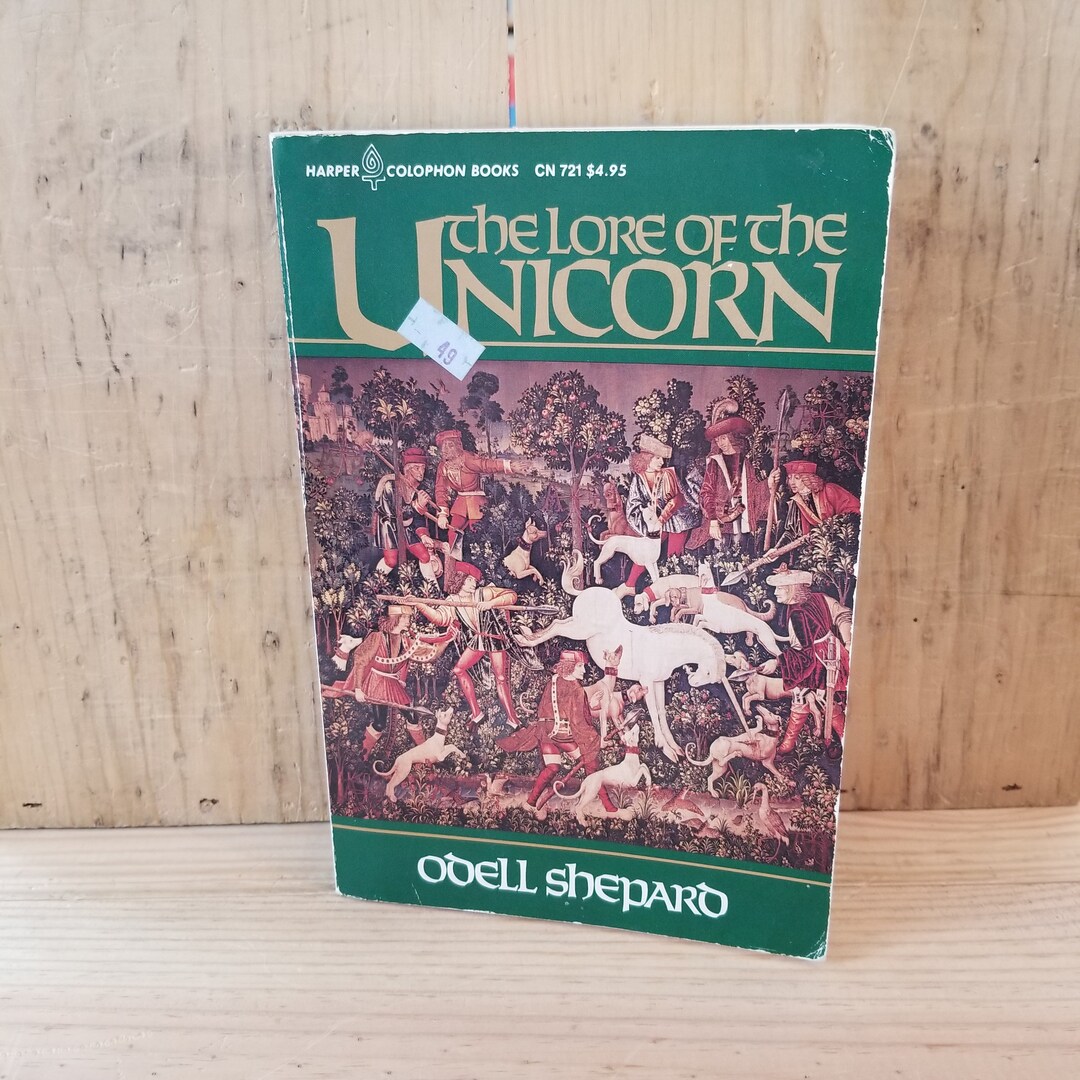 HARPER COLOPHON BOOKS CN 721 $4.95
THE LORE OF THE
UNICORN
49
ODELL SHEPARD